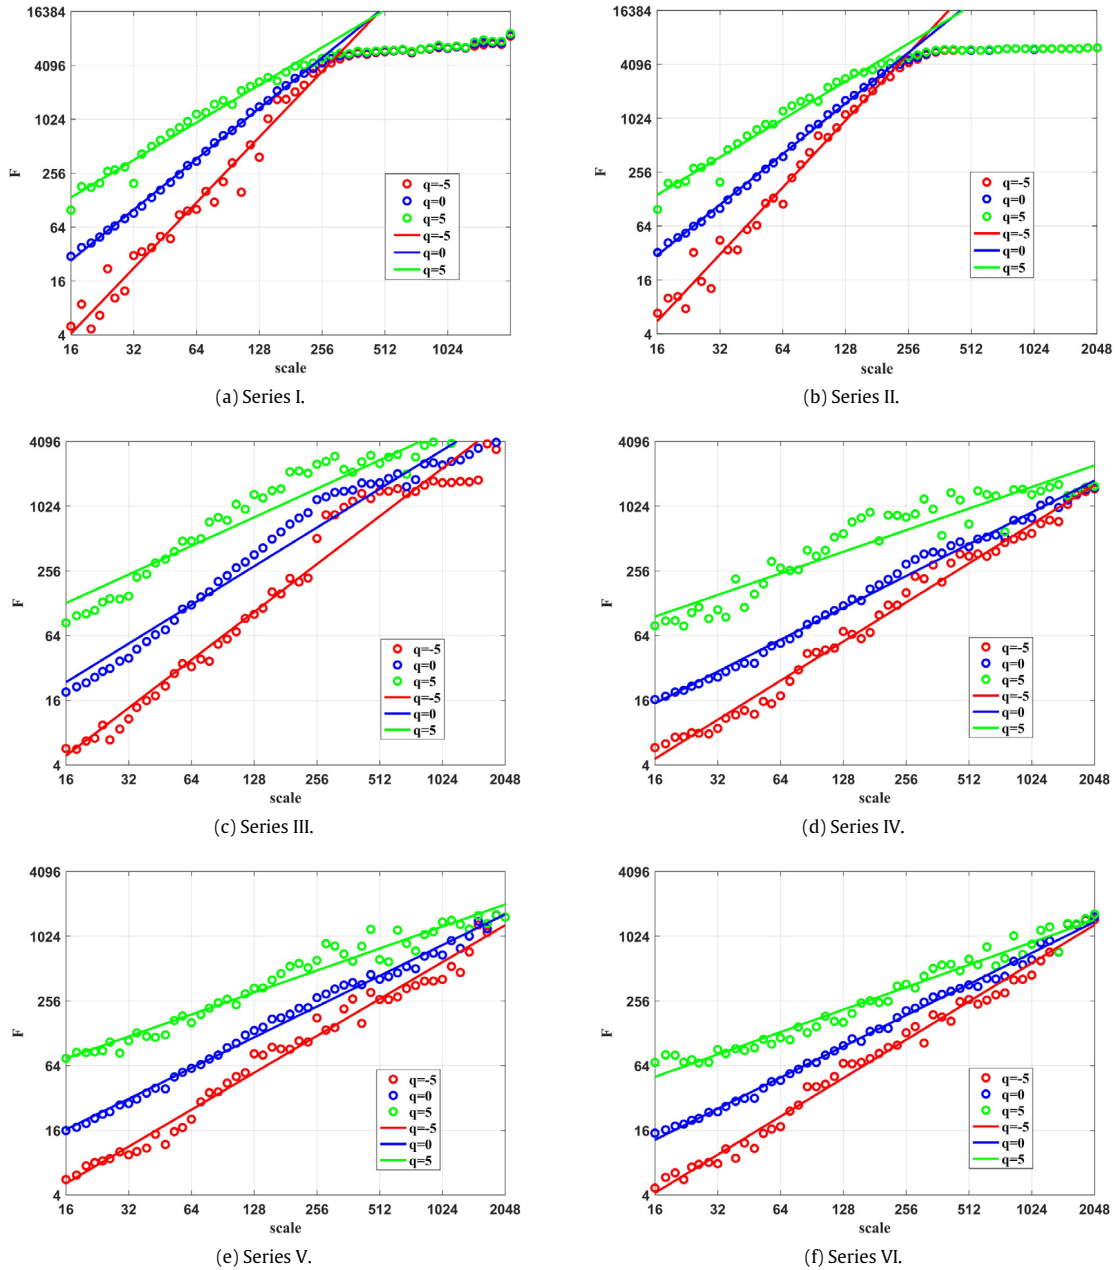 16384
4096
1024
256
64
16
4
F
16 32 64 128 256 512 1024
scale
q=-5
q=0
q=5
q=-5
q=0
q=5
(a) Series I.
16384
4096
1024
256
64
16
4
F
16 32 64 128 256 512 1024 2048
scale
q=-5
q=0
q=5
q=-5
q=0
q=5
(b) Series II.
4096
1024
256
64
16
4
F
16 32 64 128 256 512 1024 2048
scale
q=-5
q=0
q=5
q=-5
q=0
q=5
(c) Series III.
4096
1024
256
64
16
4
F
16 32 64 128 256 512 1024 2048
scale
q=-5
q=0
q=5
q=-5
q=0
q=5
(d) Series IV.
4096
1024
256
64
16
4
F
16 32 64 128 256 512 1024 2048
scale
q=-5
q=0
q=5
q=-5
q=0
q=5
(e) Series V.
4096
1024
256
64
16
4
F
16 32 64 128 256 512 1024 2048
scale
q=-5
q=0
q=5
q=-5
q=0
q=5
(f) Series VI.